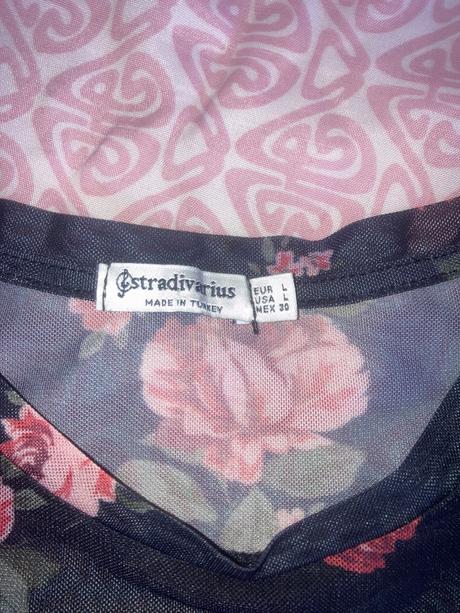 stradivarius
MADE IN TURKEY
EUR L
USA L
MEX 30